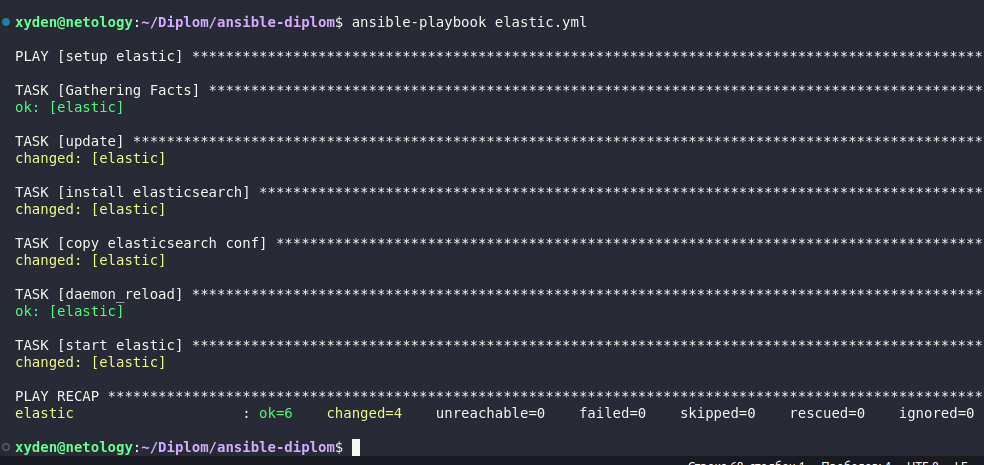 xyden@netology:~/Diplom/ansible-diplom$ ansible-playbook elastic.yml
PLAY [setup elastic] **********************************************************************************************
TASK [Gathering Facts] ********************************************************************************************
ok: [elastic]
TASK [update] *****************************************************************************************************
changed: [elastic]
TASK [install elasticsearch] **************************************************************************************
changed: [elastic]
TASK [copy elasticsearch conf] ************************************************************************************
changed: [elastic]
TASK [daemon_reload] **********************************************************************************************
ok: [elastic]
TASK [start elastic] **********************************************************************************************
changed: [elastic]
PLAY RECAP ********************************************************************************************************
elastic                    : ok=6    changed=4    unreachable=0    failed=0    skipped=0    rescued=0    ignored=0
xyden@netology:~/Diplom/ansible-diplom$